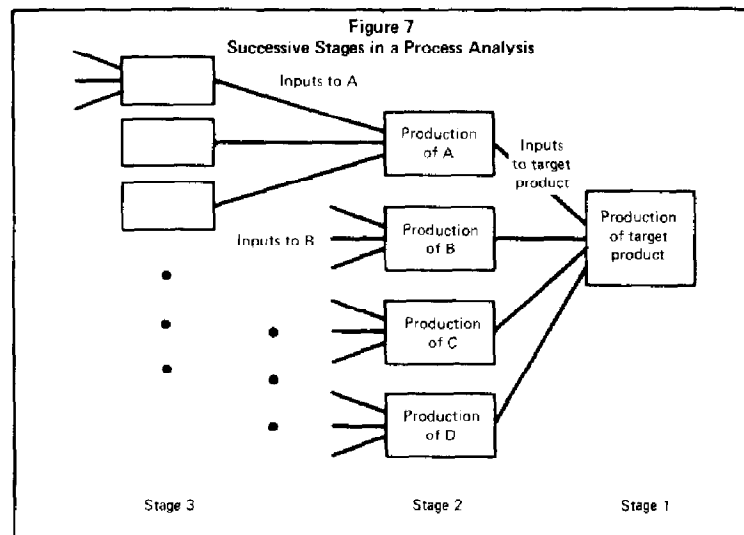 Figure 7
Successive Stages in a Process Analysis
Inputs to A
Production
of A
Inputs
to target
product
Production
of target
product
Inputs to B
Production
of B
Production
of C
Production
of D
Stage 3
Stage 2
Stage 1